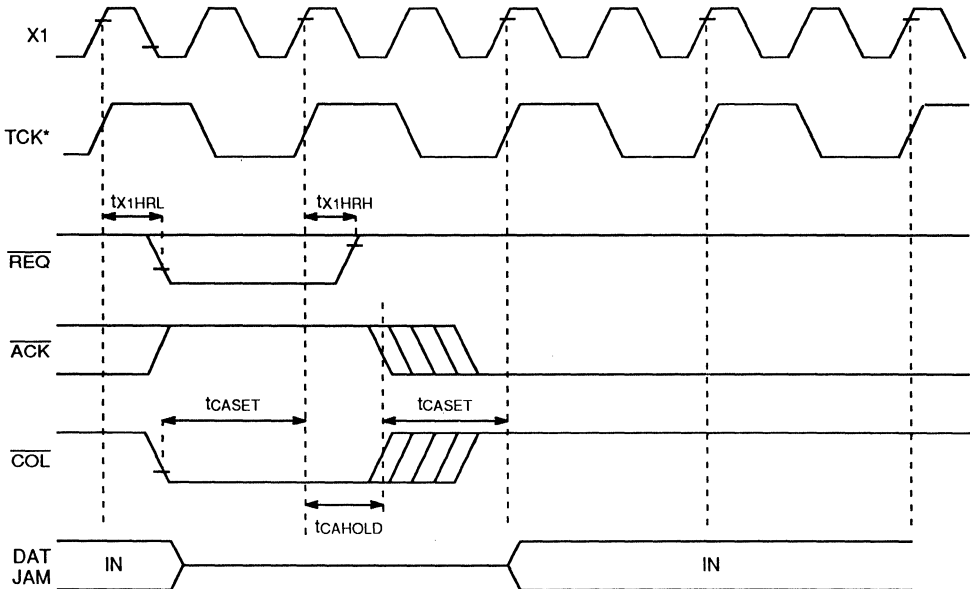 X1
TCK*
tX1HRL
tX1HRH
REQ
ACK
tCASET
tCASET
COL
tCAHOLD
DAT
JAM
IN
IN